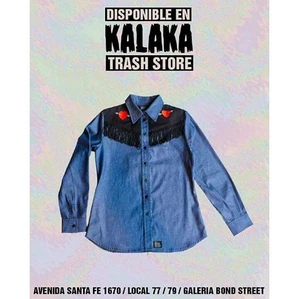 DISPONIBLE EN
KALAKA
TRASH STORE
AVENIDA SANTA FE 1670 / LOCAL 77 / 79 / GALERIA BOND STREET